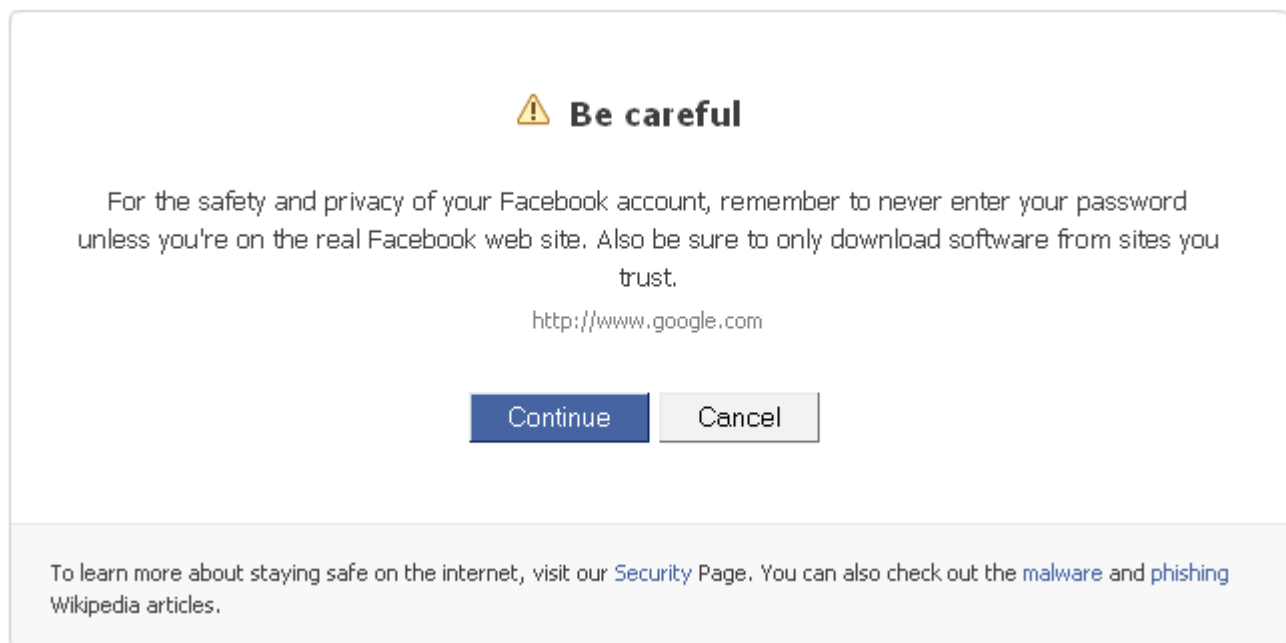 Be careful
For the safety and privacy of your Facebook account, remember to never enter your password
unless you're on the real Facebook web site. Also be sure to only download software from sites you
trust.
http://www.google.com
Continue Cancel
To learn more about staying safe on the internet, visit our Security Page. You can also check out the malware and phishing
Wikipedia articles.